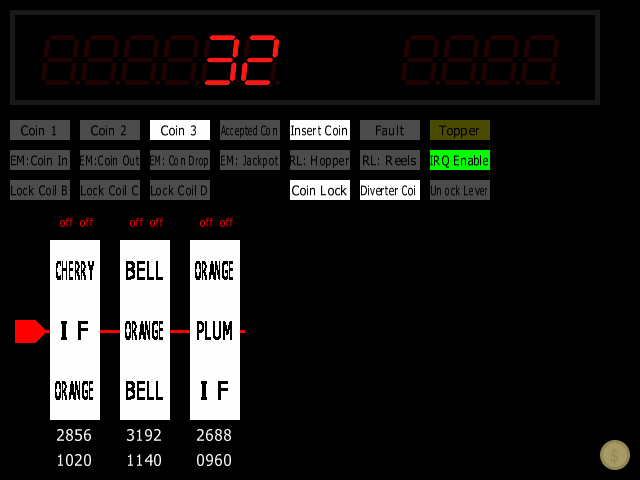 32
Coin 1 Coin 2 Coin 3 Accepted Coin Insert Coin Fault Topper
EM:Coin In EM:Coin Out EM: Coin Drop EM: Jackpot RL: Hopper RL: Reels IRQ Enable
Lock Coil B Lock Coil C Lock Coil D Coin Lock Diverter Coi Unlock Lever
off off off off off off
CHERRY BELL ORANGE
I F ORANGE PLUM
ORANGE BELL I F
2856 3192 2688
1020 1140 0960
$